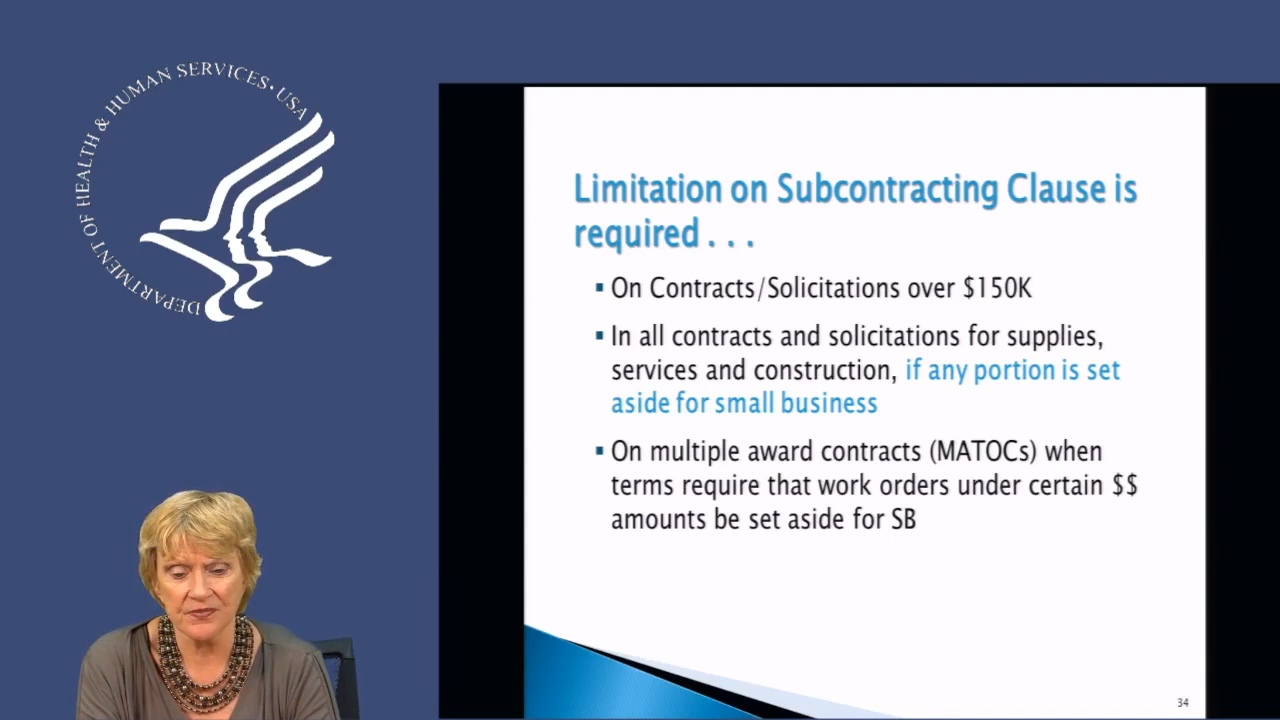 DEPARTMENT OF HEALTH & HUMAN SERVICES • USA
Limitation on Subcontracting Clause is
required . . .
▪ On Contracts/Solicitations over $150K
▪ In all contracts and solicitations for supplies,
services and construction, if any portion is set
aside for small business
▪ On multiple award contracts (MATOCs) when
terms require that work orders under certain $$
amounts be set aside for SB
34